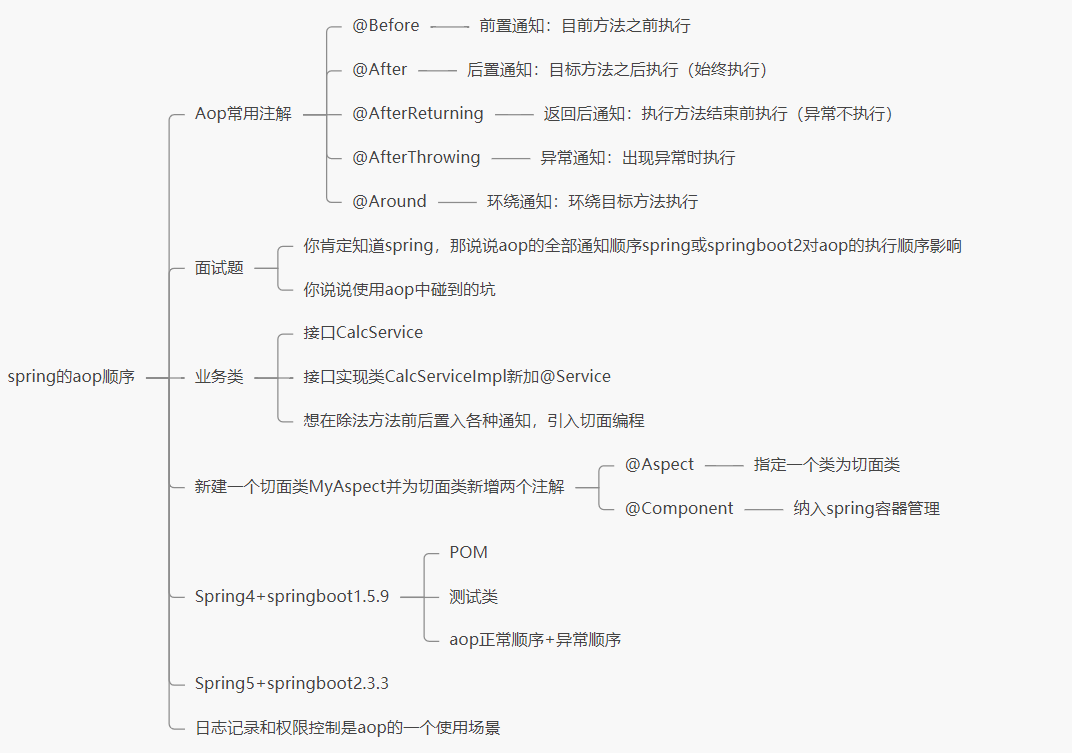 spring的aop顺序
Aop常用注解
@Before
前置通知：目前方法之前执行
@After
后置通知：目标方法之后执行（始终执行）
@AfterReturning
返回后通知：执行方法结束前执行（异常不执行）
@AfterThrowing
异常通知：出现异常时执行
@Around
环绕通知：环绕目标方法执行
面试题
你肯定知道spring，那说说aop的全部通知顺序spring或springboot2对aop的执行顺序影响
你说说使用aop中碰到的坑
业务类
接口CalcService
接口实现类CalcServiceImpl新加@Service
想在除法方法前后置入各种通知，引入切面编程
新建一个切面类MyAspect并为切面类新增两个注解
@Aspect
指定一个类为切面类
@Component
纳入spring容器管理
Spring4+springboot1.5.9
POM
测试类
aop正常顺序+异常顺序
Spring5+springboot2.3.3
日志记录和权限控制是aop的一个使用场景